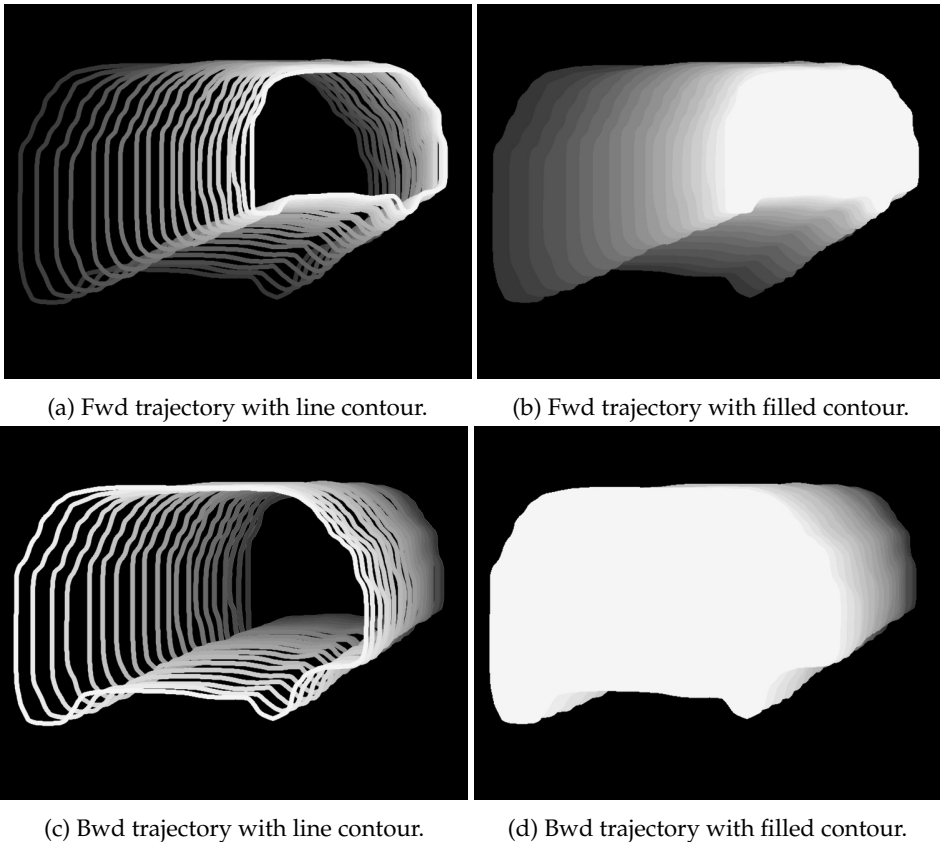 (a) Fwd trajectory with line contour.
(b) Fwd trajectory with filled contour.
(c) Bwd trajectory with line contour.
(d) Bwd trajectory with filled contour.